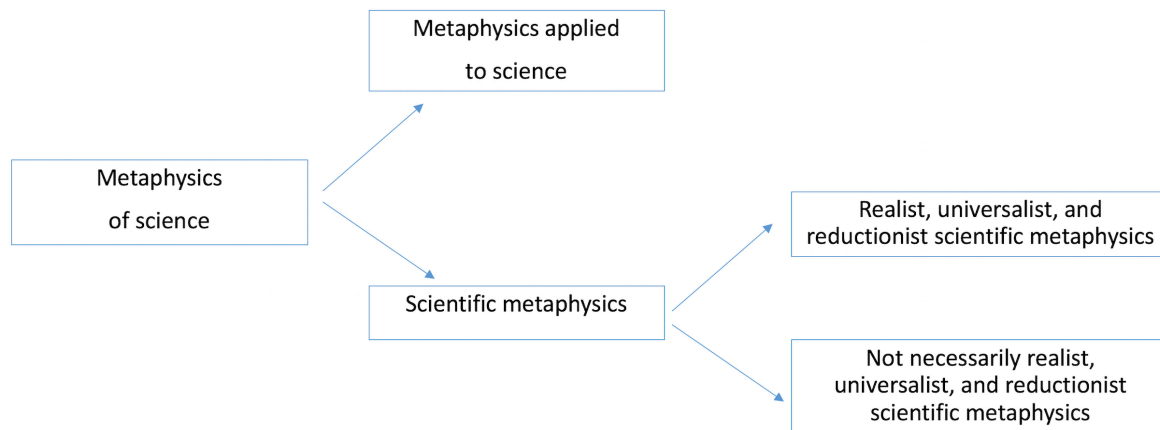 Metaphysics applied
to science
Metaphysics
of science
Realist, universalist, and
reductionist scientific metaphysics
Scientific metaphysics
Not necessarily realist,
universalist, and reductionist
scientific metaphysics